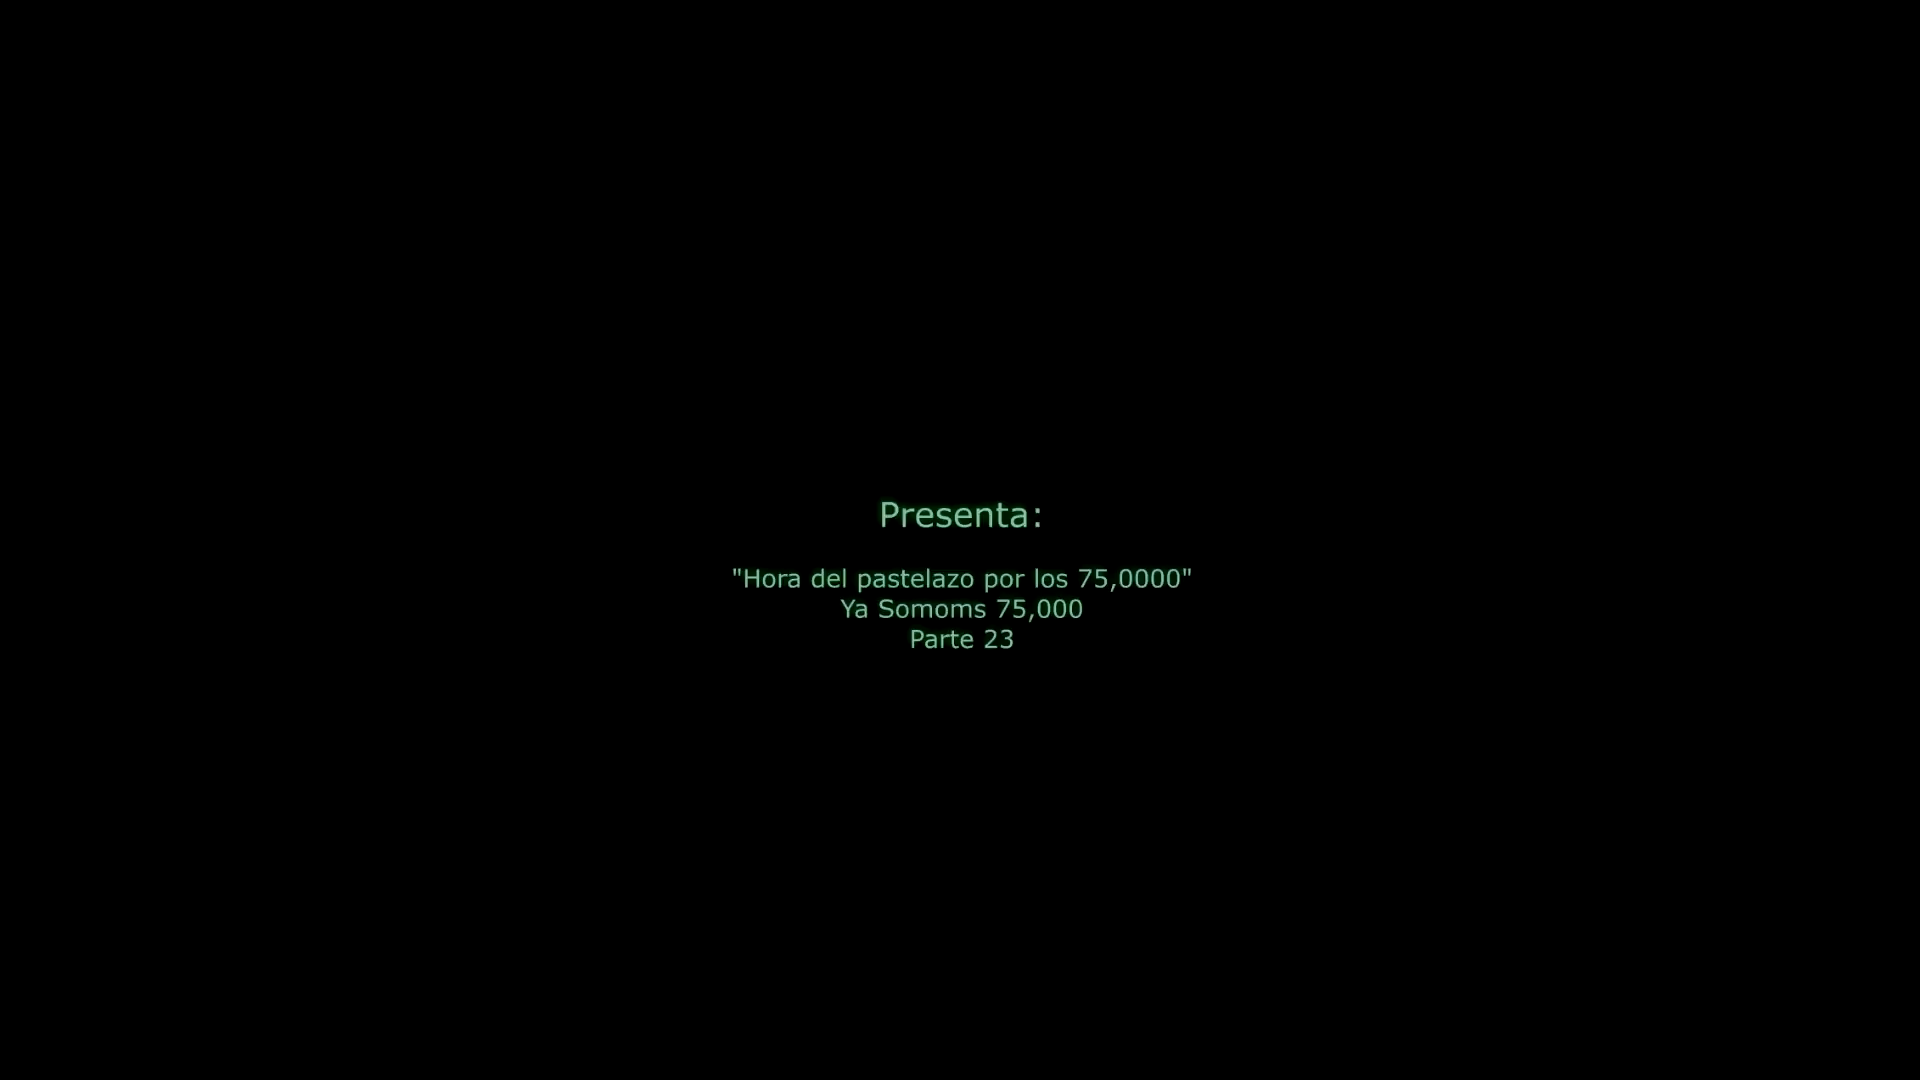 Presenta:
"Hora del pastelazo por los 75,0000"
Ya Somoms 75,000
Parte 23